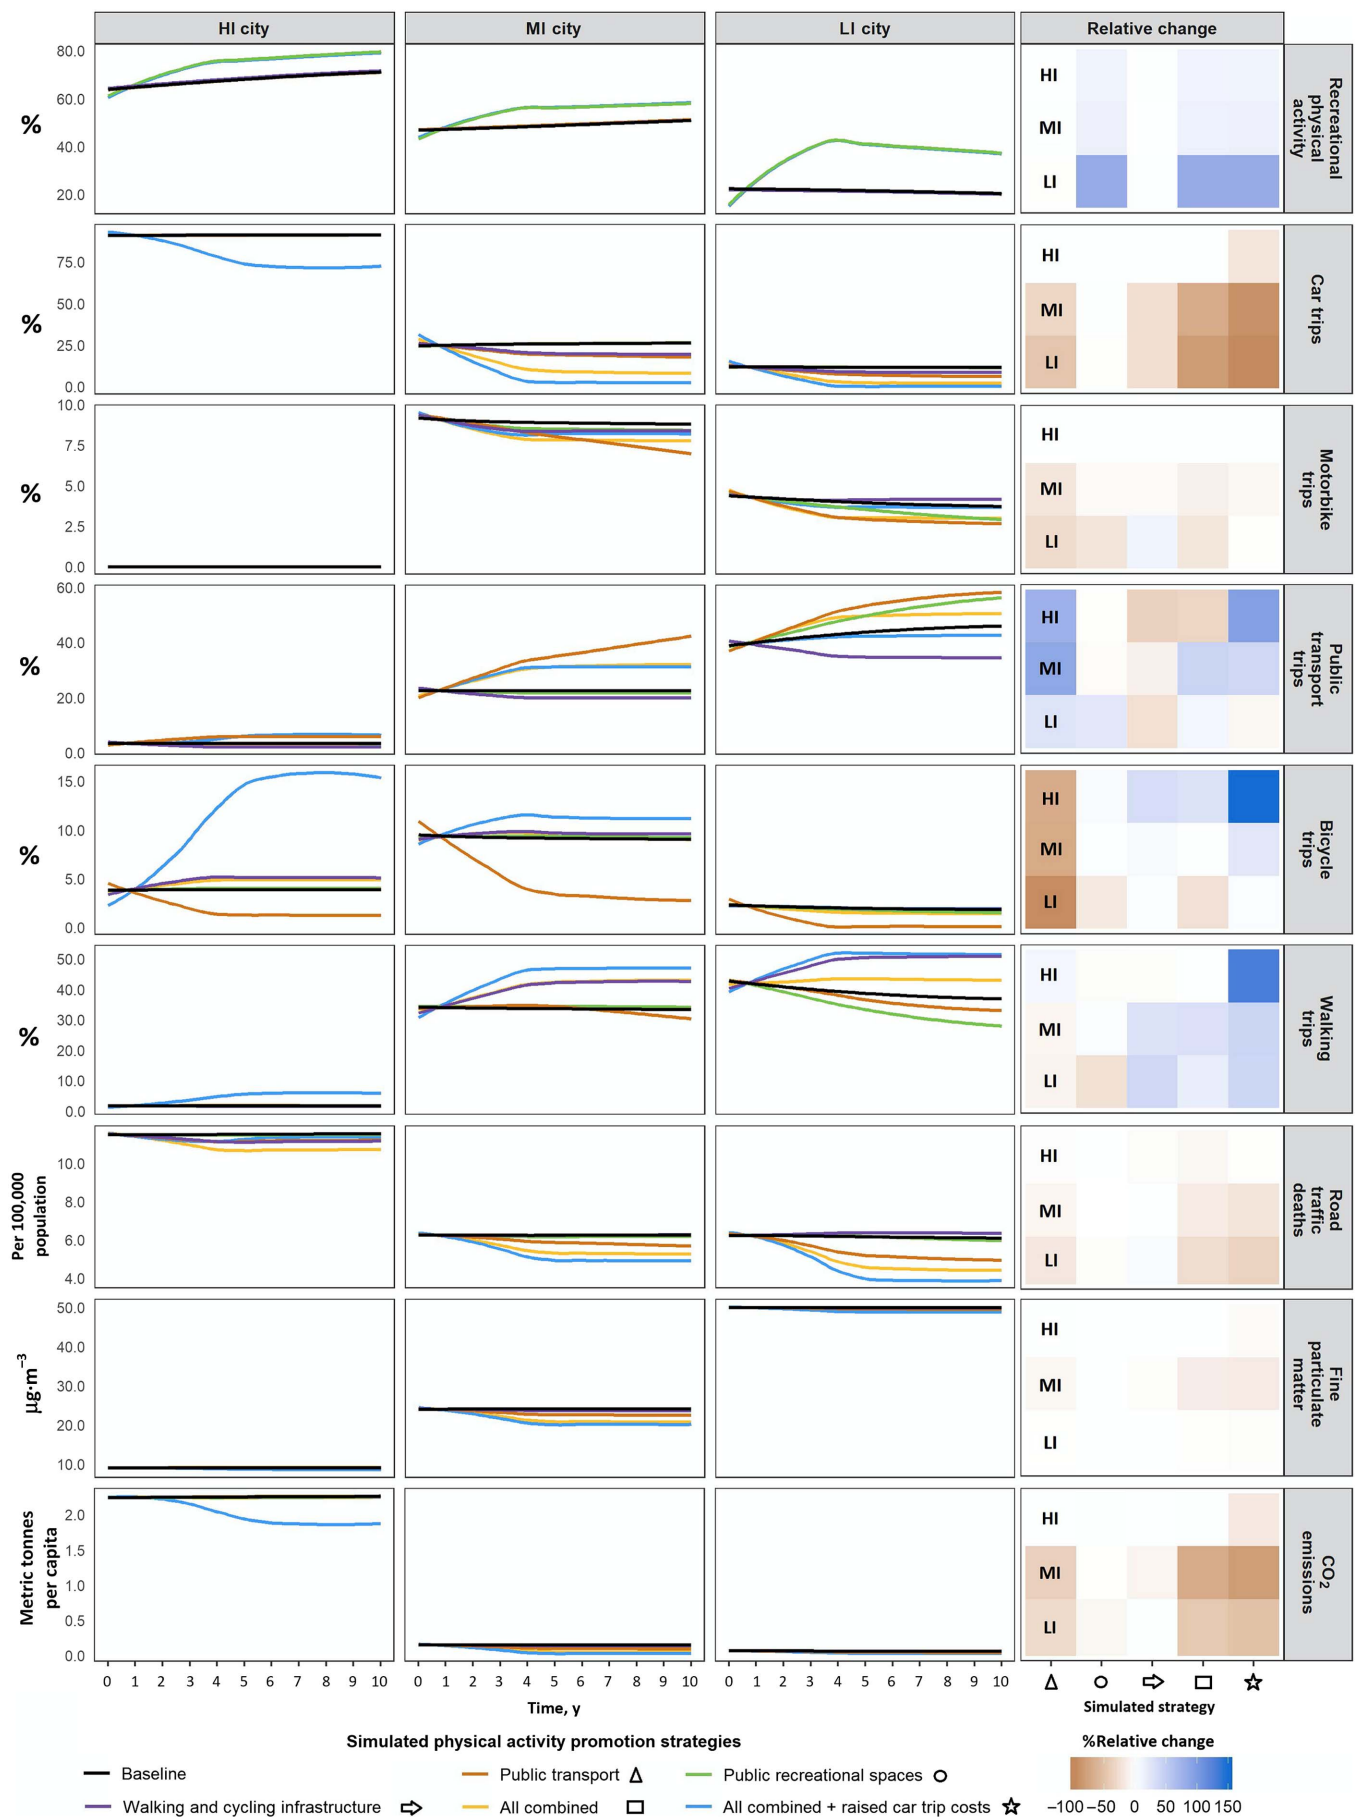 HI city MI city LI city Relative change
80.0
60.0
40.0
20.0
%
HI
MI
LI
Recreational
physical
activity
75.0
50.0
25.0
0.0
%
HI
MI
LI
Car trips
10.0
7.5
5.0
2.5
0.0
%
HI
MI
LI
Motorbike
trips
60.0
40.0
20.0
0.0
%
HI
MI
LI
Public
transport
trips
15.0
10.0
5.0
0.0
%
HI
MI
LI
Bicycle
trips
50.0
40.0
30.0
20.0
10.0
0.0
%
HI
MI
LI
Walking
trips
Per 100,000
population
10.0
8.0
6.0
4.0
HI
MI
LI
Road
traffic
deaths
μg·m⁻³
50.0
40.0
30.0
20.0
10.0
HI
MI
LI
Fine
particulate
matter
Metric tonnes
per capita
2.0
1.5
1.0
0.5
0.0
HI
MI
LI
CO₂
emissions
0 1 2 3 4 5 6 7 8 9 10 0 1 2 3 4 5 6 7 8 9 10 0 1 2 3 4 5 6 7 8 9 10
Time, y
Simulated strategy
Simulated physical activity promotion strategies
%Relative change
Baseline Public transport Public recreational spaces
Walking and cycling infrastructure All combined All combined + raised car trip costs
−100 −50 0 50 100 150